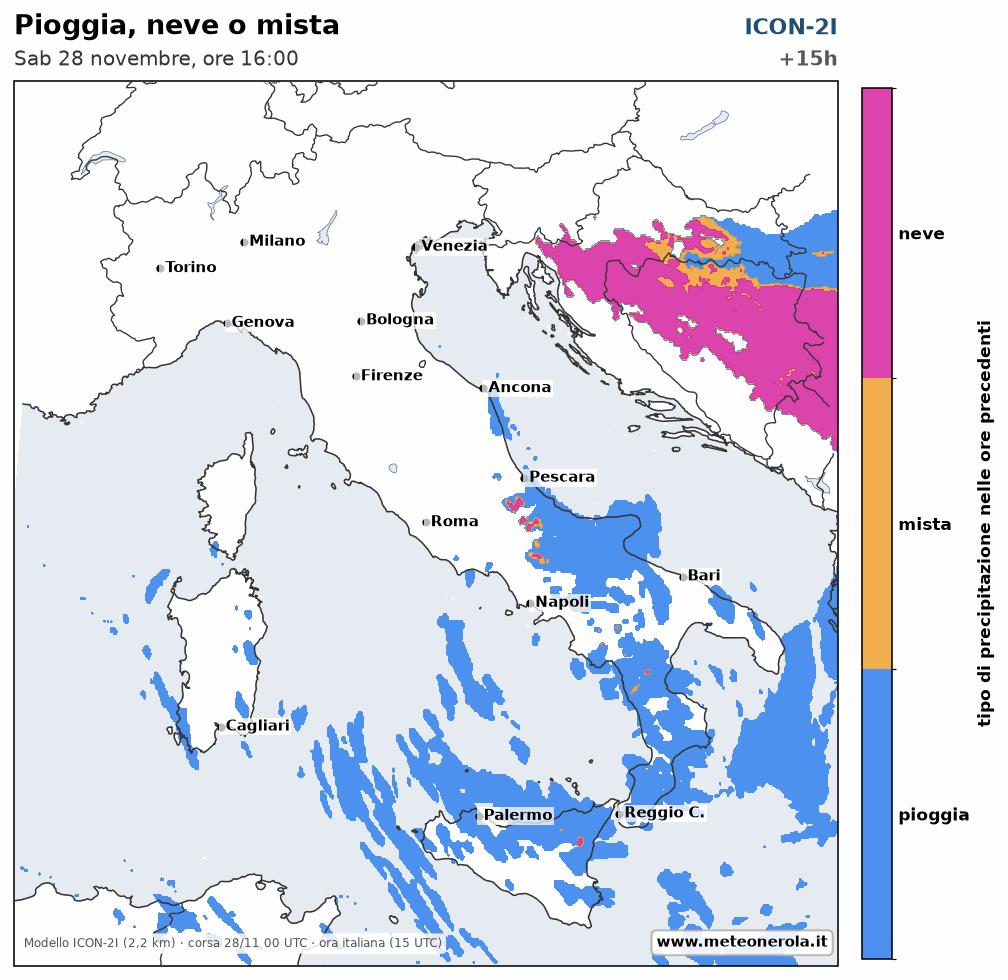 Pioggia, neve o mista
ICON-2I
Sab 28 novembre, ore 16:00
+15h
neve
Milano
Venezia
Torino
Genova
Bologna
Firenze
Ancona
Pescara
Roma
mista
Bari
Napoli
Cagliari
Palermo
Reggio C.
pioggia
tipo di precipitazione nelle ore precedenti
Modello ICON-2I (2,2 km) · corsa 28/11 00 UTC · ora italiana (15 UTC)
www.meteonerola.it